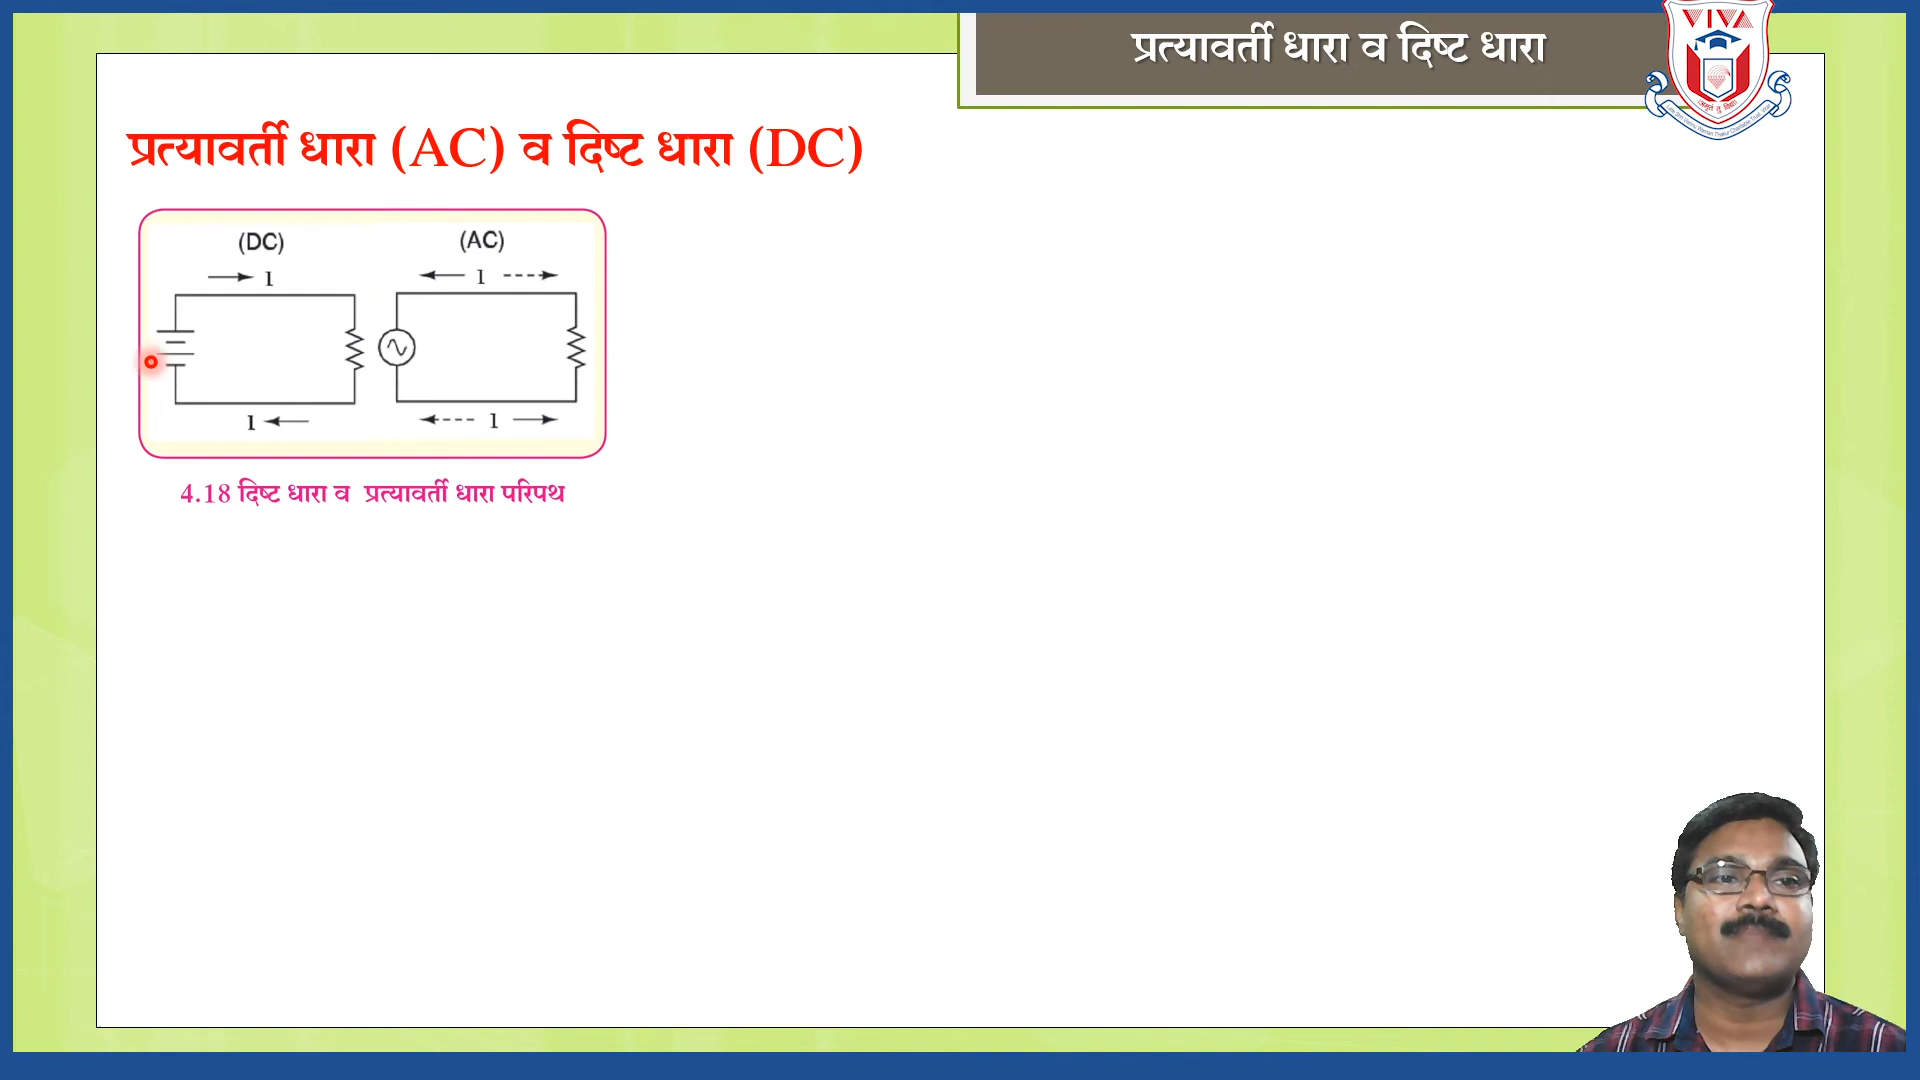 प्रत्यावर्ती धारा व दिष्ट धारा
VIVA
प्रत्यावर्ती धारा (AC) व दिष्ट धारा (DC)
(DC)
(AC)
I
I
I
I
4.18 दिष्ट धारा व प्रत्यावर्ती धारा परिपथ